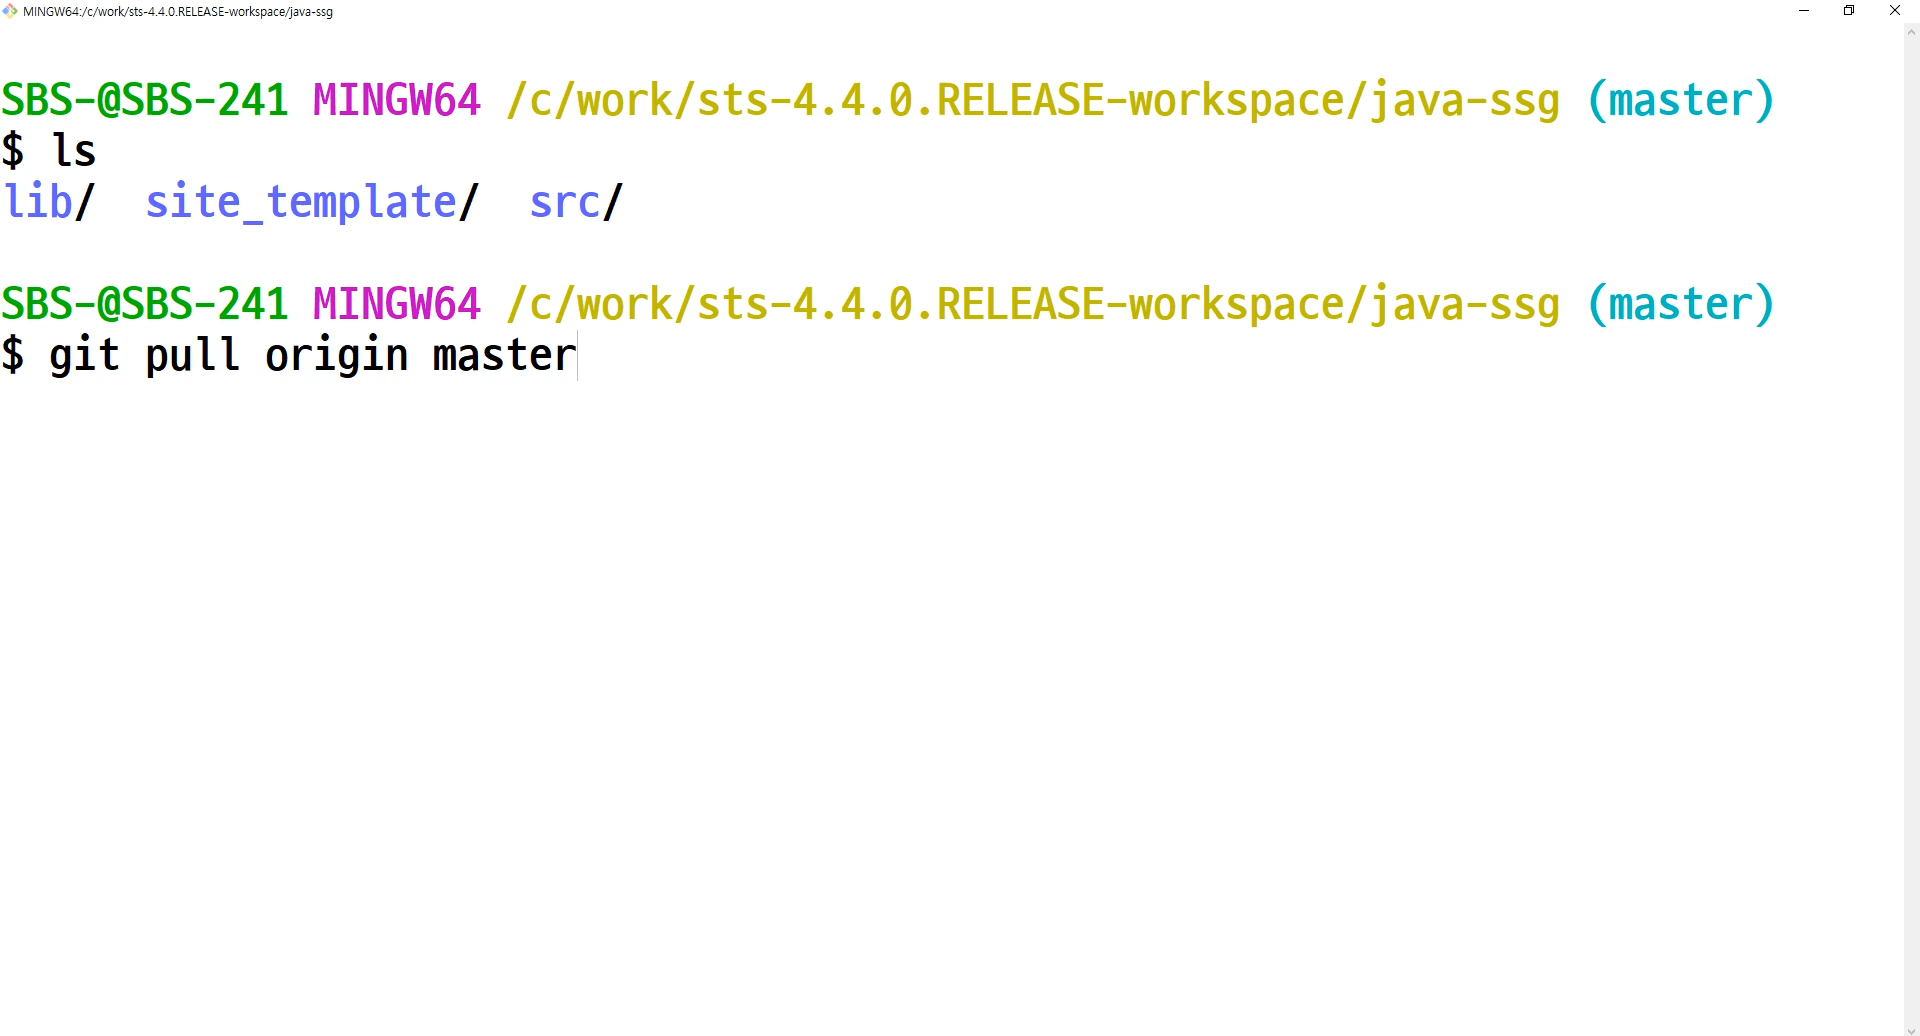 MINGW64:/c/work/sts-4.4.0.RELEASE-workspace/java-ssg
SBS-@SBS-241 MINGW64 /c/work/sts-4.4.0.RELEASE-workspace/java-ssg (master)
$ ls
lib/  site_template/  src/
SBS-@SBS-241 MINGW64 /c/work/sts-4.4.0.RELEASE-workspace/java-ssg (master)
$ git pull origin master